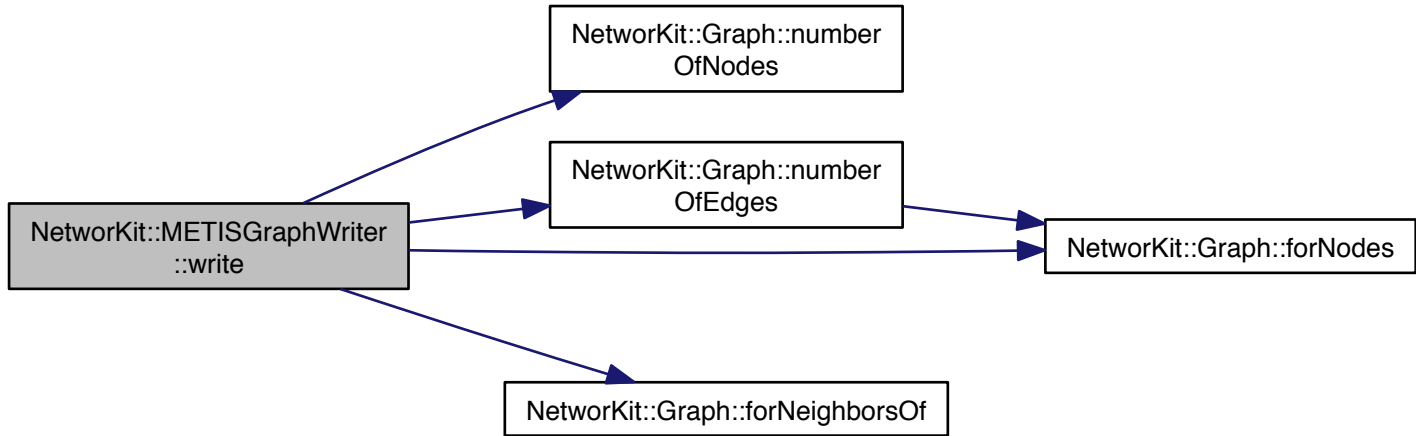 NetworKit::Graph::number
OfNodes
NetworKit::Graph::number
OfEdges
NetworKit::METISGraphWriter
::write
NetworKit::Graph::forNodes
NetworKit::Graph::forNeighborsOf